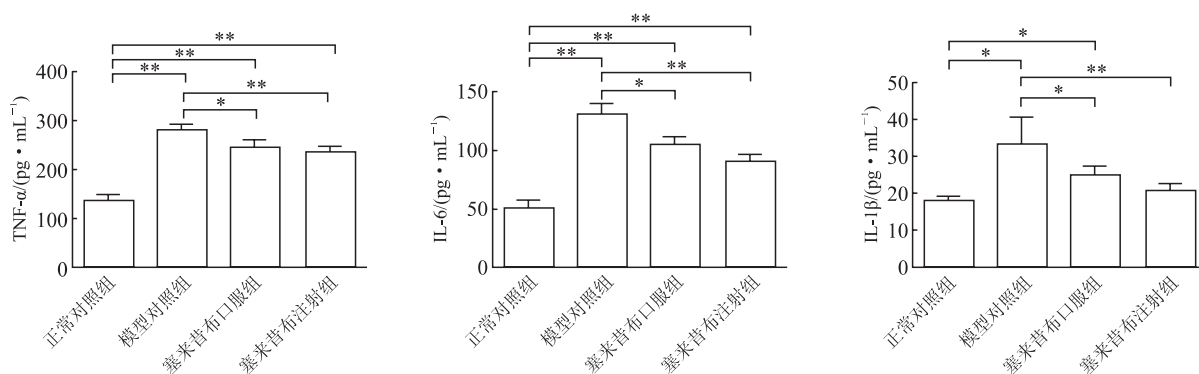 **
**
**
**
*
400
300
200
100
0
TNF-α/(pg·mL⁻¹)
正常对照组
模型对照组
塞来昔布口服组
塞来昔布注射组
**
**
**
**
*
150
100
50
0
IL-6/(pg·mL⁻¹)
正常对照组
模型对照组
塞来昔布口服组
塞来昔布注射组
*
*
**
*
50
40
30
20
10
0
IL-1β/(pg·mL⁻¹)
正常对照组
模型对照组
塞来昔布口服组
塞来昔布注射组